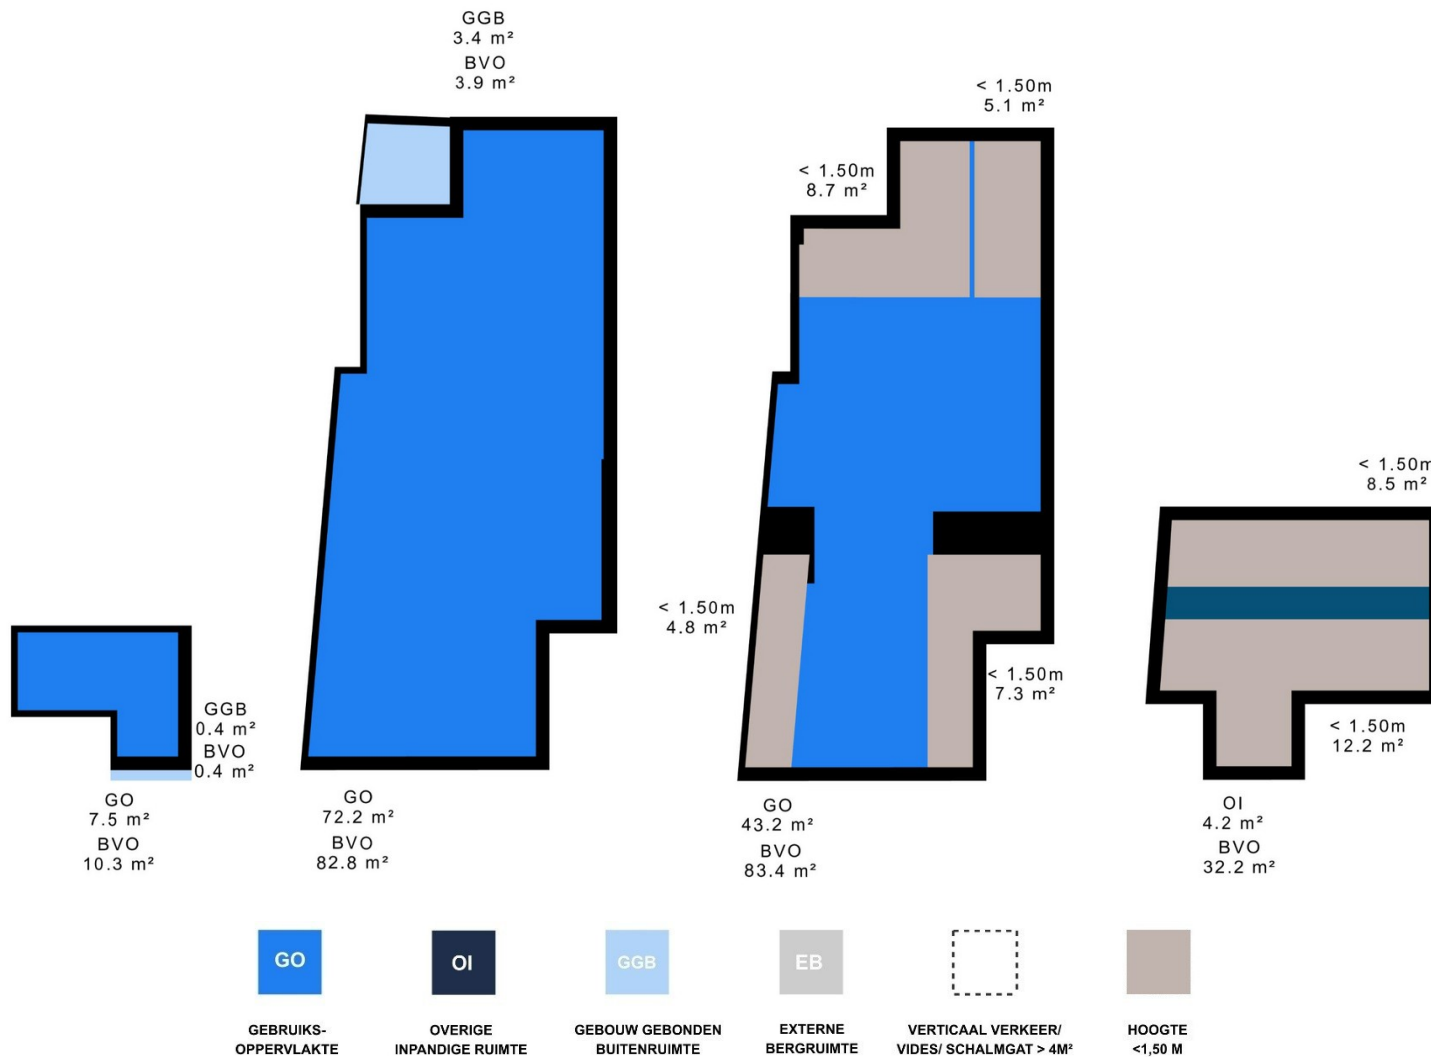 GGB
3.4 m²
BVO
3.9 m²
< 1.50m
5.1 m²
< 1.50m
8.7 m²
< 1.50m
8.5 m²
< 1.50m
4.8 m²
< 1.50m
7.3 m²
GGB
0.4 m²
BVO
0.4 m²
< 1.50m
12.2 m²
GO
7.5 m²
BVO
10.3 m²
GO
72.2 m²
BVO
82.8 m²
GO
43.2 m²
BVO
83.4 m²
OI
4.2 m²
BVO
32.2 m²
GO
OI
GGB
EB
GEBRUIKS-
OPPERVLAKTE
OVERIGE
INPANDIGE RUIMTE
GEBOUW GEBONDEN
BUITENRUIMTE
EXTERNE
BERGRUIMTE
VERTICAAL VERKEER/
VIDES/ SCHALMGAT > 4M²
HOOGTE
<1,50 M